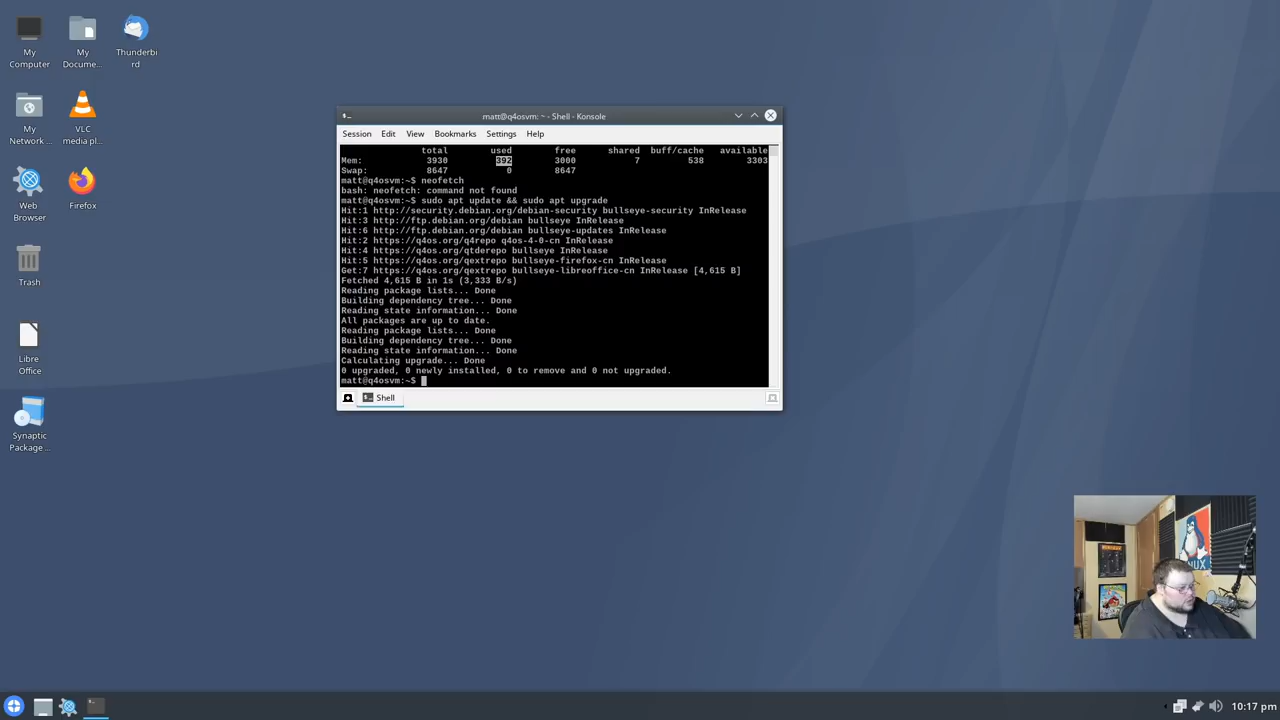 My
Computer
My
Docume...
Thunderbi
rd
My
Network ...
VLC
media pl...
Web
Browser
Firefox
Trash
Libre
Office
Synaptic
Package...
matt@q4osvm: ~ - Shell - Konsole
Session Edit View Bookmarks Settings Help
total used free shared buff/cache available
Mem: 3930 392 3000 7 538 3303
Swap: 8647 0 8647
matt@q4osvm:~$ neofetch
bash: neofetch: command not found
matt@q4osvm:~$ sudo apt update && sudo apt upgrade
Hit:1 http://security.debian.org/debian-security bullseye-security InRelease
Hit:3 http://ftp.debian.org/debian bullseye InRelease
Hit:6 http://ftp.debian.org/debian bullseye-updates InRelease
Hit:2 https://q4os.org/q4repo q4os-4-0-cn InRelease
Hit:4 https://q4os.org/qtderepo bullseye InRelease
Hit:5 https://q4os.org/qextrepo bullseye-firefox-cn InRelease
Get:7 https://q4os.org/qextrepo bullseye-libreoffice-cn InRelease [4,615 B]
Fetched 4,615 B in 1s (3,333 B/s)
Reading package lists... Done
Building dependency tree... Done
Reading state information... Done
All packages are up to date.
Reading package lists... Done
Building dependency tree... Done
Reading state information... Done
Calculating upgrade... Done
0 upgraded, 0 newly installed, 0 to remove and 0 not upgraded.
matt@q4osvm:~$
Shell
10:17 pm